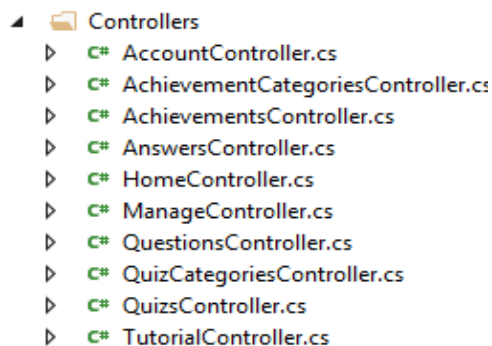 Controllers
C# AccountController.cs
C# AchievementCategoriesController.cs
C# AchievementsController.cs
C# AnswersController.cs
C# HomeController.cs
C# ManageController.cs
C# QuestionsController.cs
C# QuizCategoriesController.cs
C# QuizsController.cs
C# TutorialController.cs